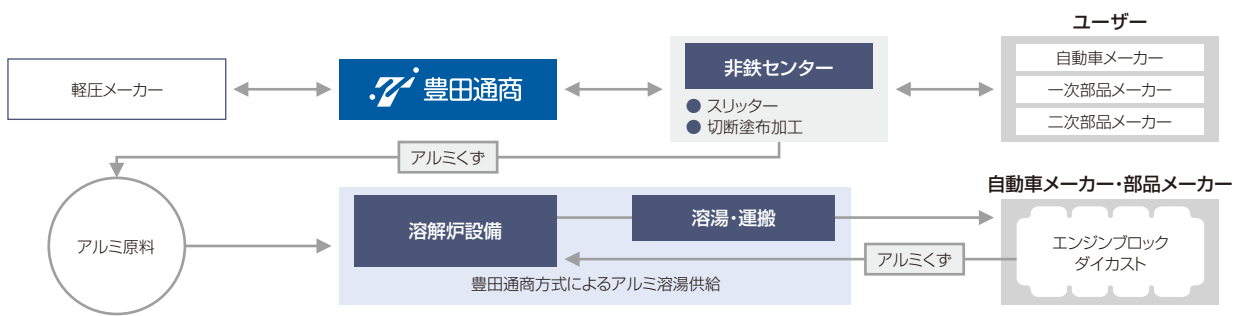 ユーザー
軽圧メーカー
豊田通商
非鉄センター
● スリッター
● 切断塗布加工
自動車メーカー
一次部品メーカー
二次部品メーカー
アルミくず
自動車メーカー・部品メーカー
アルミ原料
溶解炉設備
溶湯・運搬
エンジンブロック
ダイカスト
アルミくず
豊田通商方式によるアルミ溶湯供給